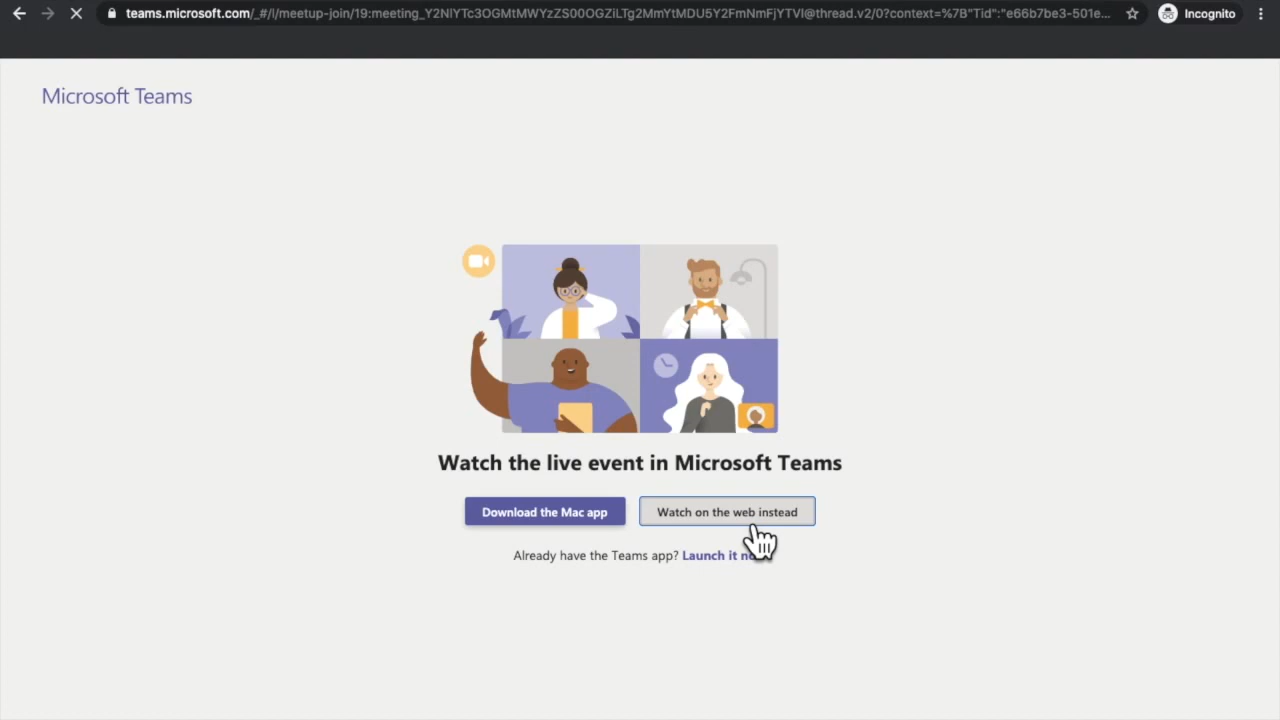 teams.microsoft.com/_#/l/meetup-join/19:meeting_Y2NlYTc3OGMtMWYzZS00OGZiLTg2MmYtMDU5Y2FmNmFjYTVl@thread.v2/0?context=%7B"Tid":"e66b7be3-501e...
Incognito
Microsoft Teams
Watch the live event in Microsoft Teams
Download the Mac app
Watch on the web instead
Already have the Teams app? Launch it